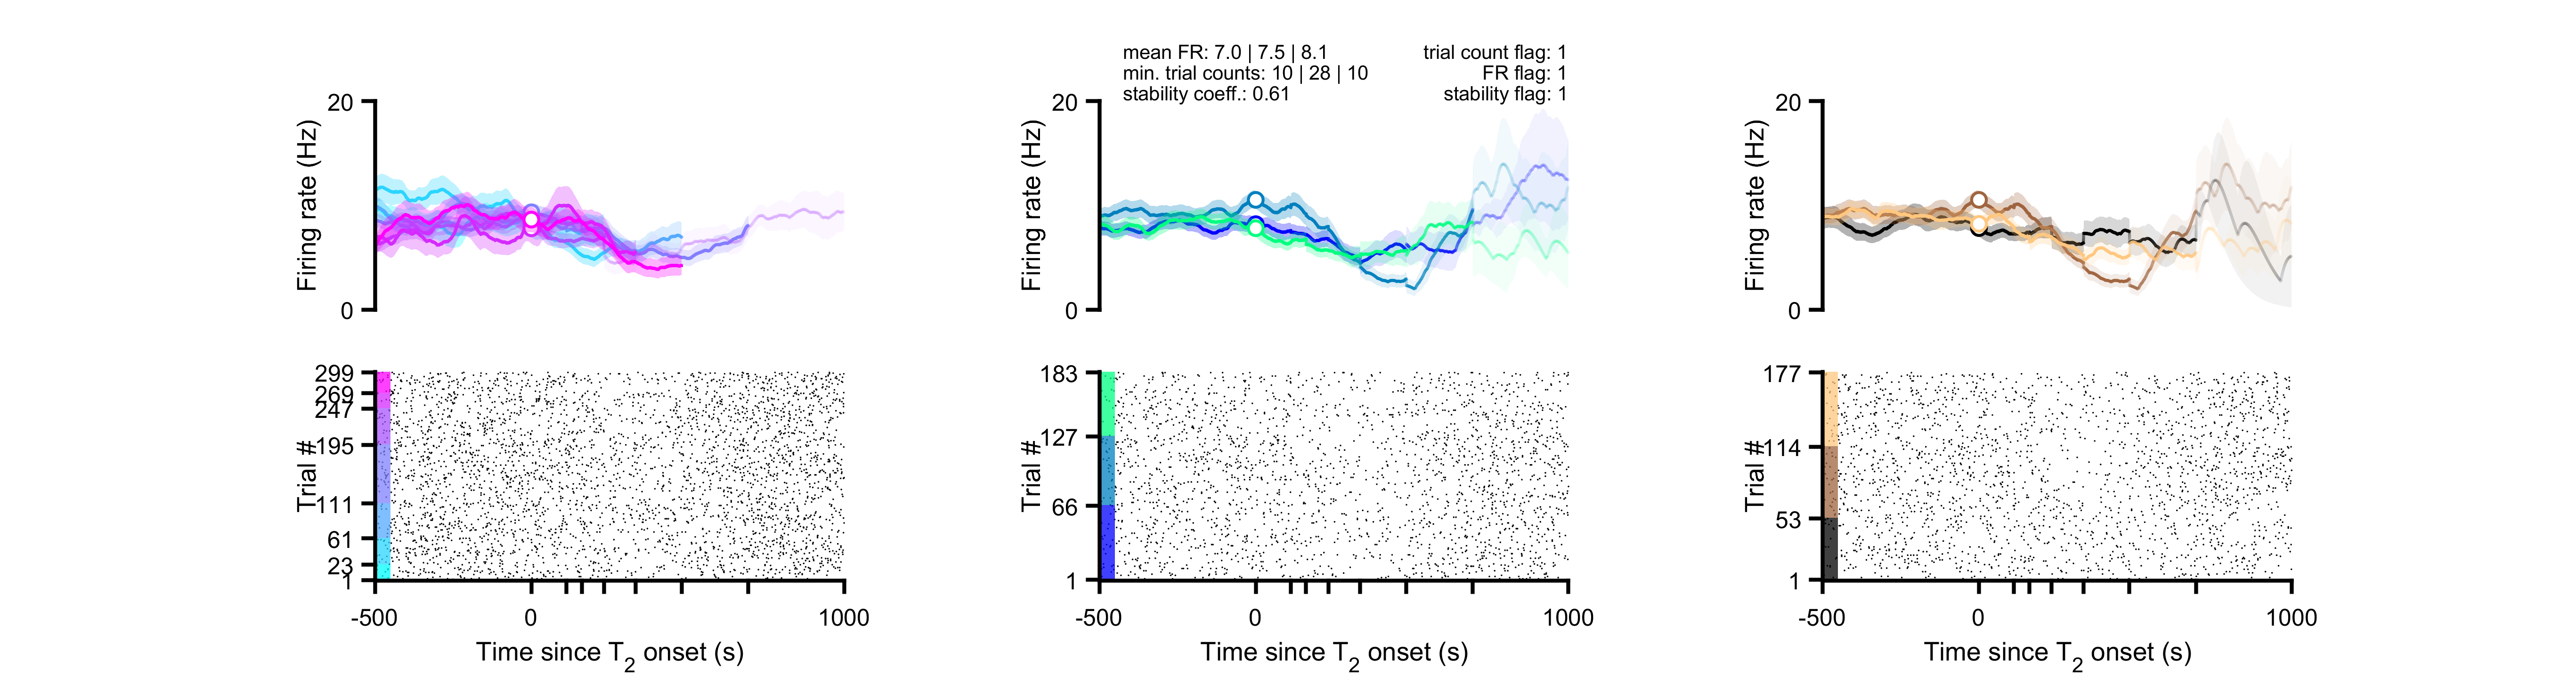 mean FR: 7.0 | 7.5 | 8.1
trial count flag: 1
min. trial counts: 10 | 28 | 10
FR flag: 1
stability coeff.: 0.61
stability flag: 1
20
Firing rate (Hz)
0
20
Firing rate (Hz)
0
20
Firing rate (Hz)
0
299
269
247
195
111
61
23
1
Trial #
-500
0
1000
Time since T2 onset (s)
183
127
66
1
Trial #
-500
0
1000
Time since T2 onset (s)
177
114
53
1
Trial #
-500
0
1000
Time since T2 onset (s)